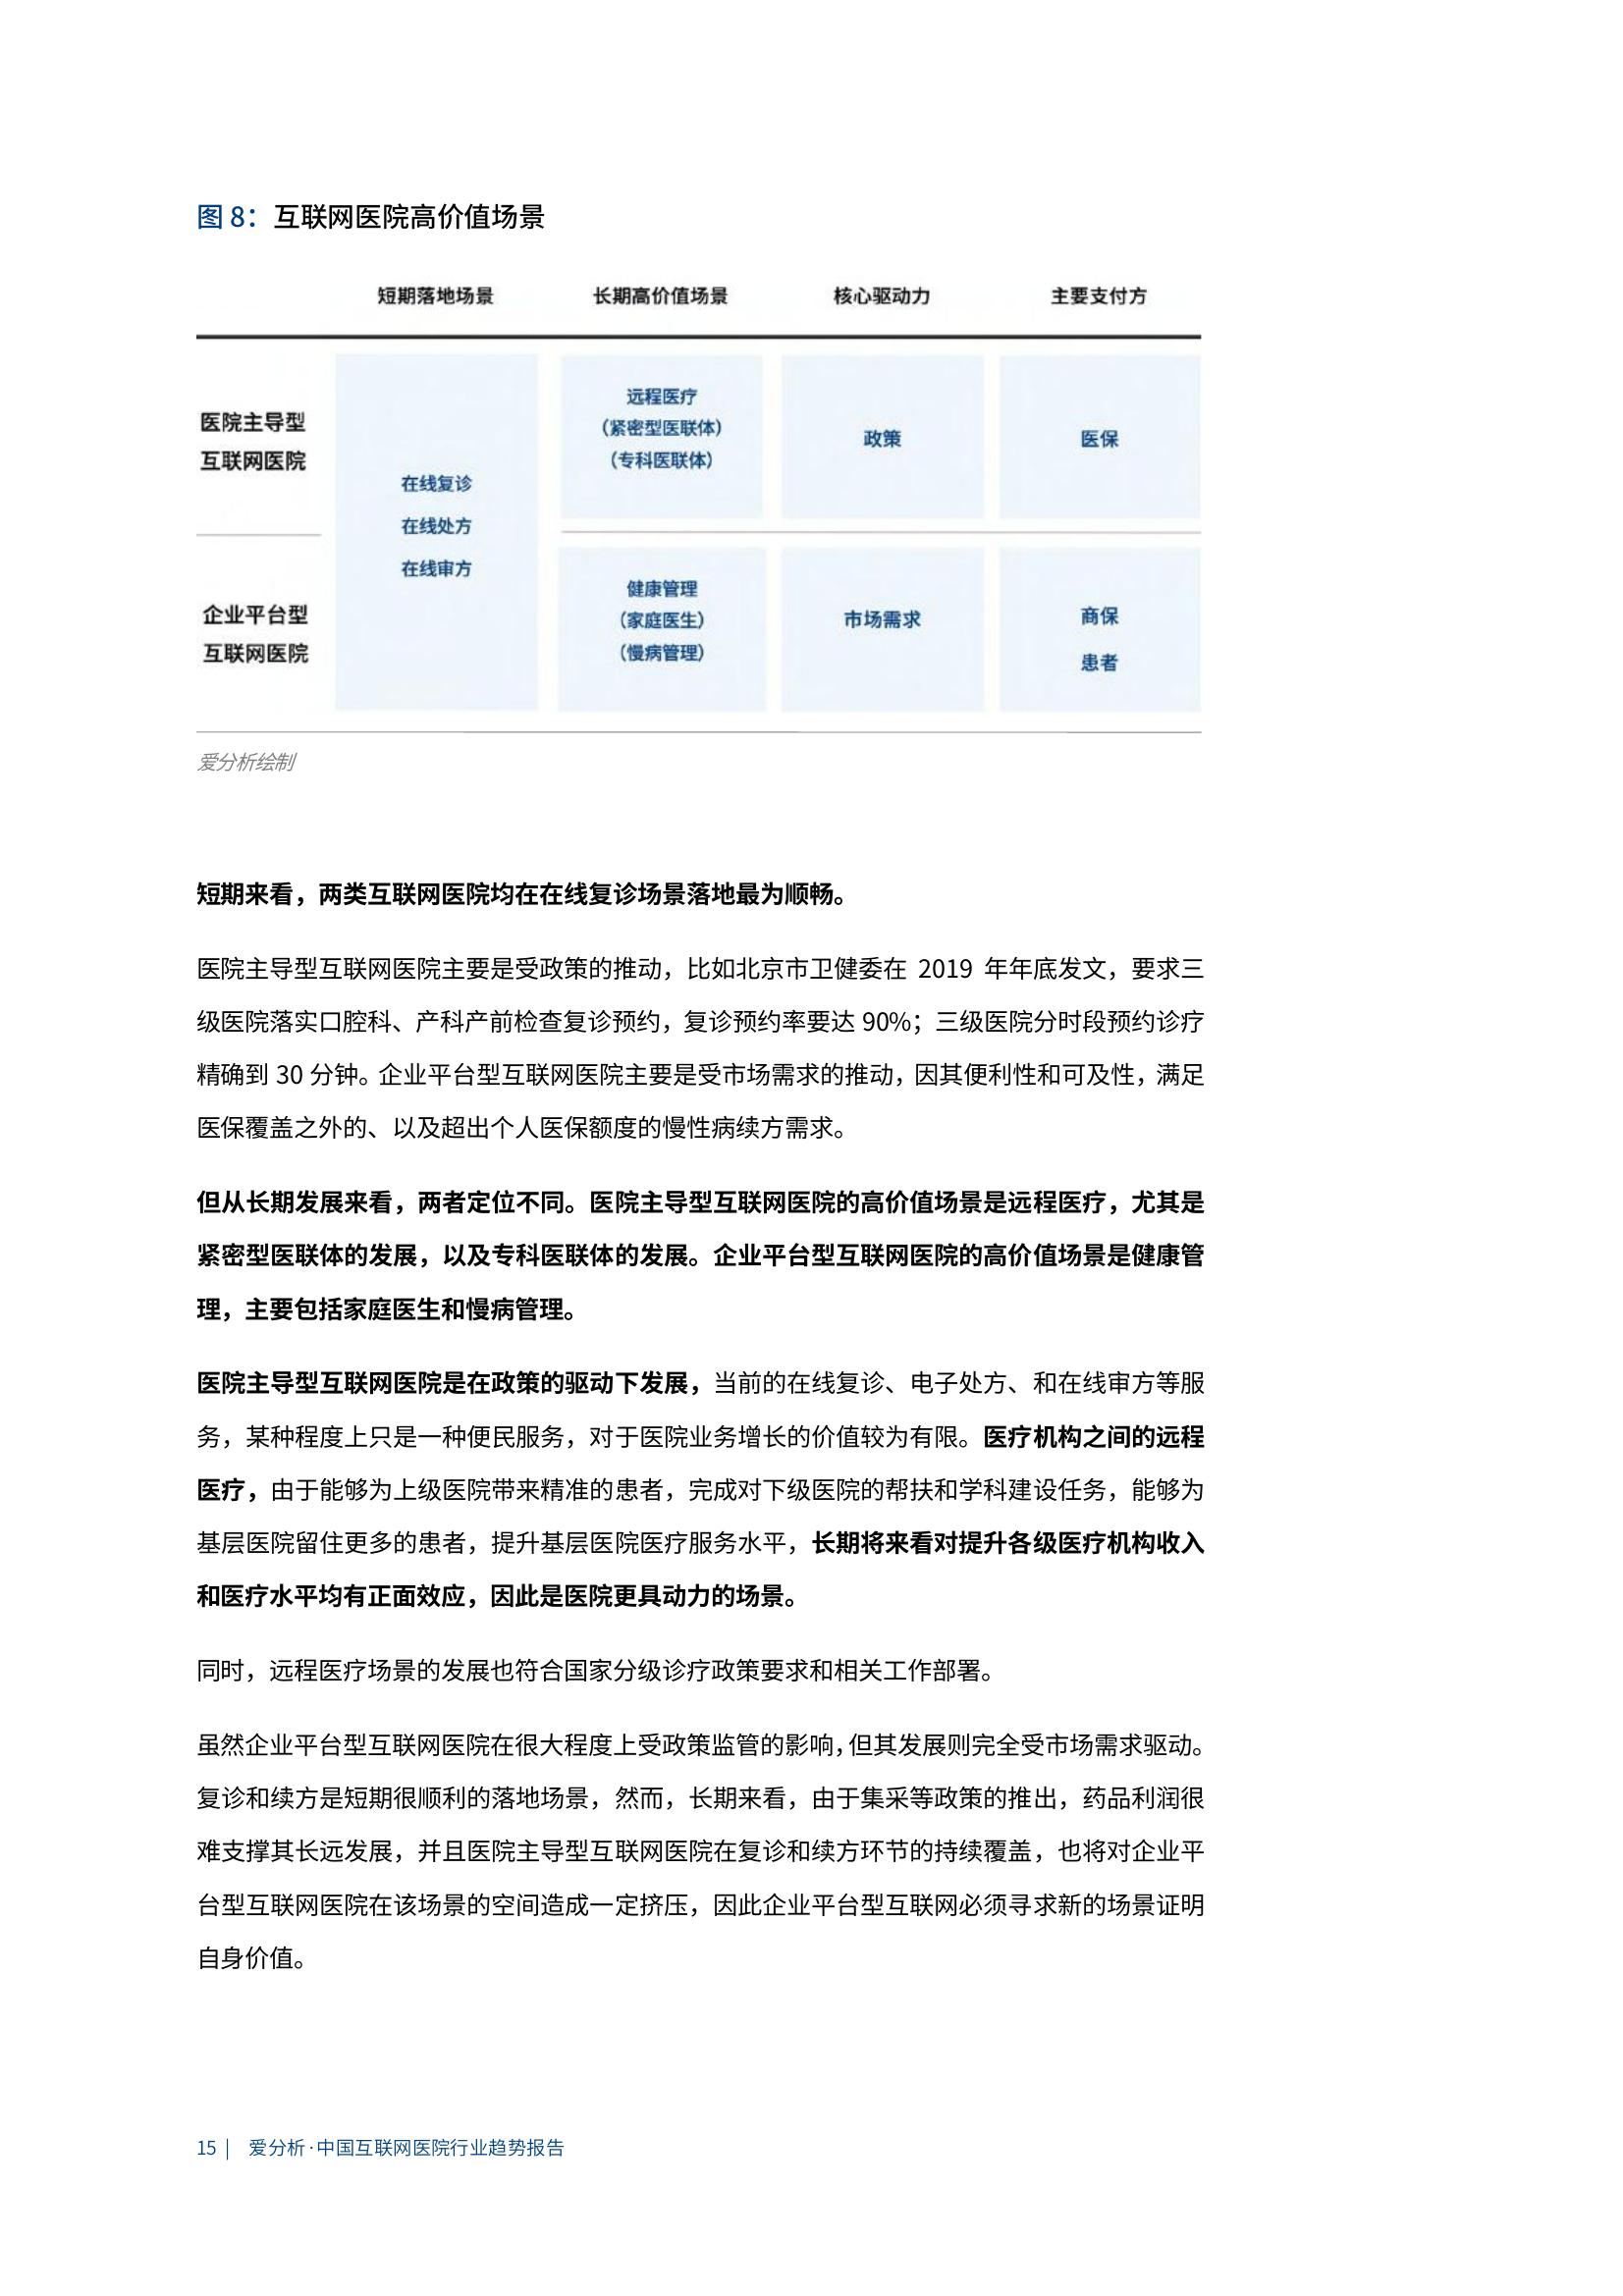 图 8：互联网医院高价值场景
短期落地场景 长期高价值场景 核心驱动力 主要支付方
医院主导型
互联网医院
在线复诊
在线处方
在线审方
远程医疗
（紧密型医联体）
（专科医联体）
政策
医保
企业平台型
互联网医院
健康管理
（家庭医生）
（慢病管理）
市场需求
商保
患者
爱分析绘制
短期来看，两类互联网医院均在在线复诊场景落地最为顺畅。
医院主导型互联网医院主要是受政策的推动，比如北京市卫健委在 2019 年年底发文，要求三
级医院落实口腔科、产科产前检查复诊预约，复诊预约率要达 90%；三级医院分时段预约诊疗
精确到 30 分钟。企业平台型互联网医院主要是受市场需求的推动，因其便利性和可及性，满足
医保覆盖之外的、以及超出个人医保额度的慢性病续方需求。
但从长期发展来看，两者定位不同。医院主导型互联网医院的高价值场景是远程医疗，尤其是
紧密型医联体的发展，以及专科医联体的发展。企业平台型互联网医院的高价值场景是健康管
理，主要包括家庭医生和慢病管理。
医院主导型互联网医院是在政策的驱动下发展，当前的在线复诊、电子处方、和在线审方等服
务，某种程度上只是一种便民服务，对于医院业务增长的价值较为有限。医疗机构之间的远程
医疗，由于能够为上级医院带来精准的患者，完成对下级医院的帮扶和学科建设任务，能够为
基层医院留住更多的患者，提升基层医院医疗服务水平，长期将来看对提升各级医疗机构收入
和医疗水平均有正面效应，因此是医院更具动力的场景。
同时，远程医疗场景的发展也符合国家分级诊疗政策要求和相关工作部署。
虽然企业平台型互联网医院在很大程度上受政策监管的影响，但其发展则完全受市场需求驱动。
复诊和续方是短期很顺利的落地场景，然而，长期来看，由于集采等政策的推出，药品利润很
难支撑其长远发展，并且医院主导型互联网医院在复诊和续方环节的持续覆盖，也将对企业平
台型互联网医院在该场景的空间造成一定挤压，因此企业平台型互联网必须寻求新的场景证明
自身价值。
15 | 爱分析·中国互联网医院行业趋势报告